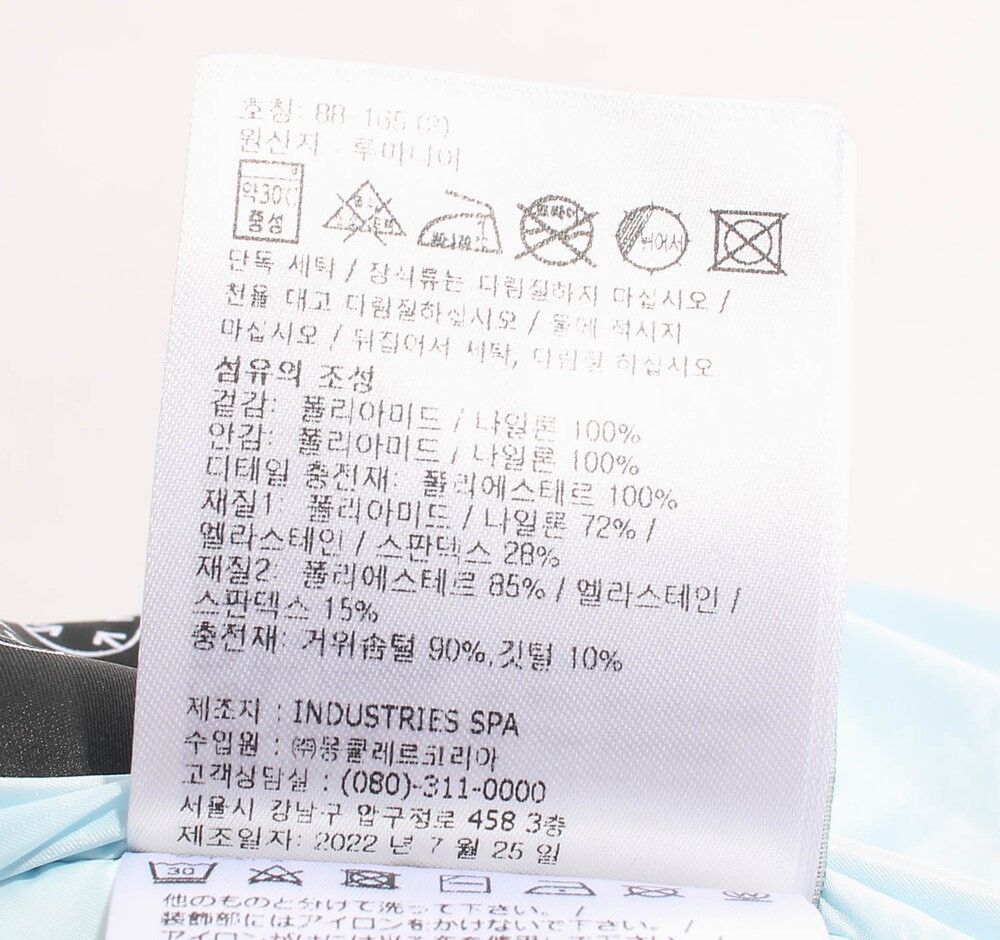 호칭: 88-165 (2)
원산지 : 루마니아
약30℃
중성
뉘어서
단독 세탁 / 장식류는 다림질하지 마십시오 /
천을 대고 다림질하십시오 / 물에 적시지
마십시오 / 뒤집어서 세탁, 다림질 하십시오
섬유의 조성
겉감: 폴리아미드 / 나일론 100%
안감: 폴리아미드 / 나일론 100%
디테일 충전재: 폴리에스테르 100%
재질1: 폴리아미드 / 나일론 72% /
엘라스테인 / 스판덱스 28%
재질2: 폴리에스테르 85% / 엘라스테인 /
스판덱스 15%
충전재: 거위솜털 90%,깃털 10%
제조자 : INDUSTRIES SPA
수입원 : ㈜몽클레르코리아
고객상담실 : (080)-311-0000
서울시 강남구 압구정로 458 3층
제조일자: 2022 년 7 월 25 일
30
他のものと分けて洗って下さい。/
装飾部にはアイロンをかけないで下さい。/